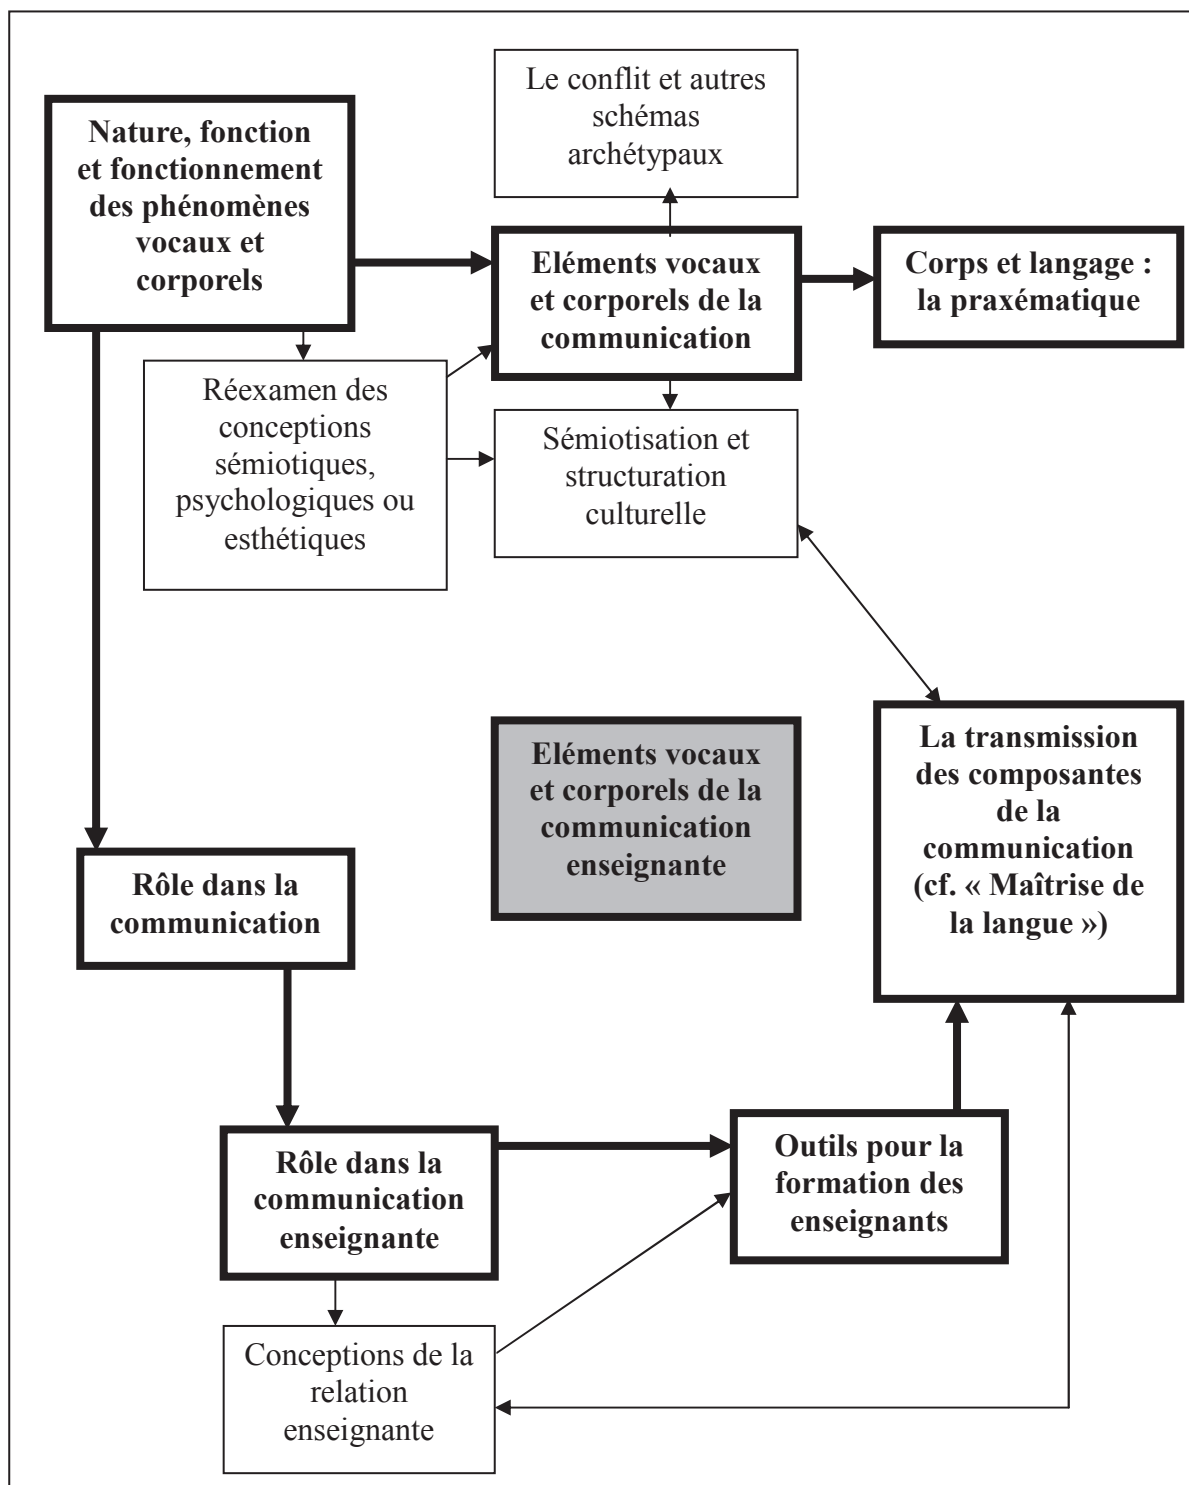 Le conflit et autres
schémas
archétypaux
Nature, fonction
et fonctionnement
des phénomènes
vocaux et
corporels
Eléments vocaux
et corporels de la
communication
Corps et langage :
la praxématique
Réexamen des
conceptions
sémiotiques,
psychologiques ou
esthétiques
Sémiotisation et
structuration
culturelle
Eléments vocaux
et corporels de la
communication
enseignante
La transmission
des composantes
de la
communication
(cf. « Maîtrise de
la langue »)
Rôle dans la
communication
Rôle dans la
communication
enseignante
Outils pour la
formation des
enseignants
Conceptions de la
relation
enseignante